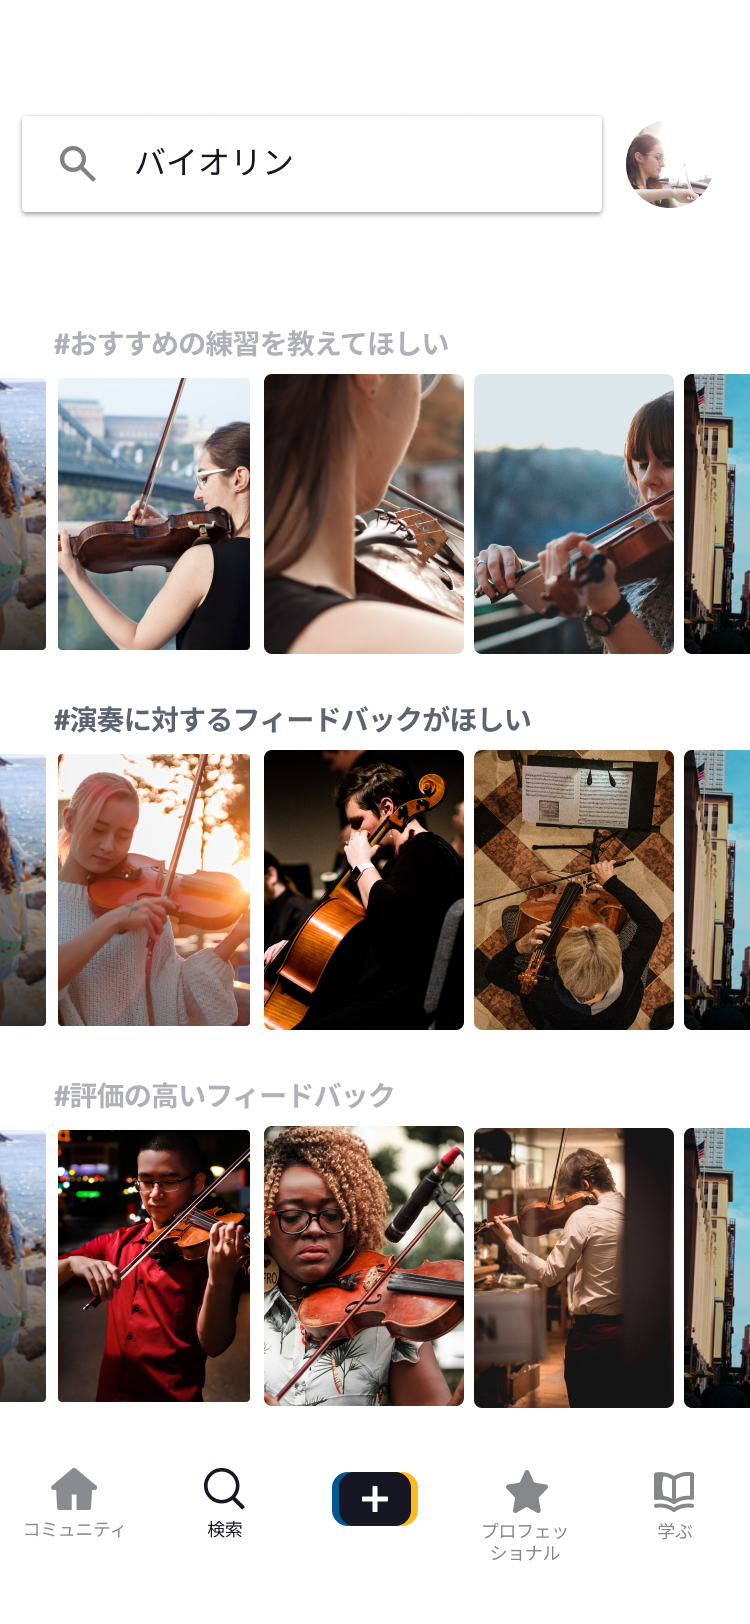 バイオリン
#おすすめの練習を教えてほしい
#演奏に対するフィードバックがほしい
#評価の高いフィードバック
コミュニティ
検索
プロフェッ
ショナル
学ぶ